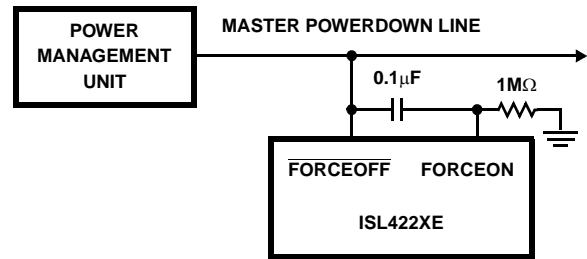 POWER
MANAGEMENT
UNIT
MASTER POWERDOWN LINE
0.1μF
1MΩ
FORCEOFF FORCEON
ISL422XE